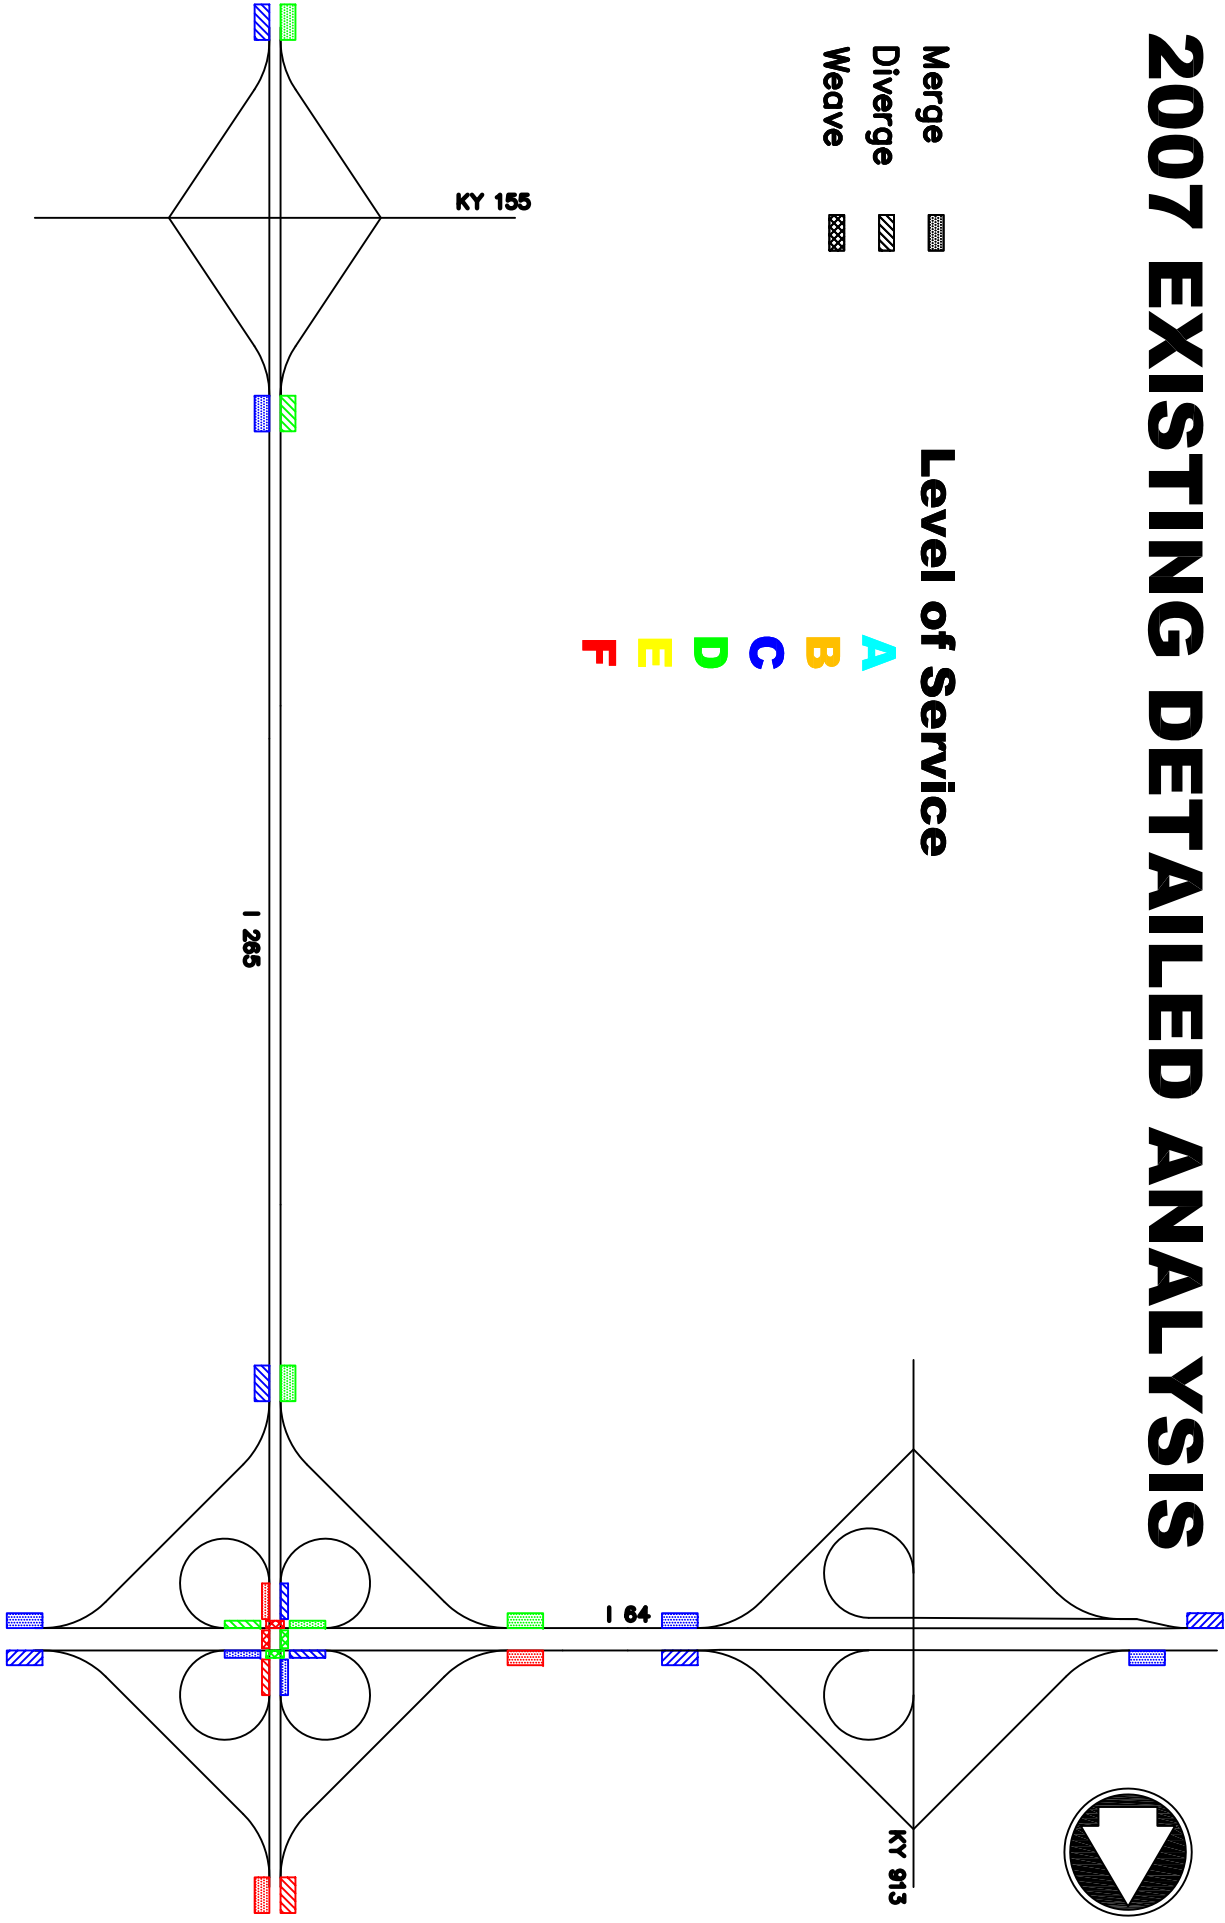 2007 EXISTING DETAILED ANALYSIS
Merge
Diverge
Weave
Level of Service
A
B
C
D
E
F
KY 155
I 265
I 64
KY 913